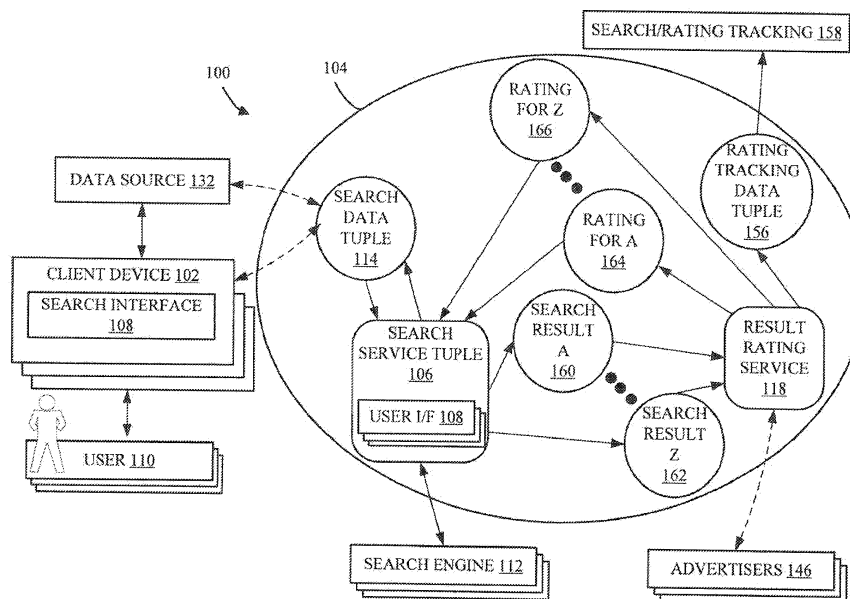 SEARCH/RATING TRACKING 158
100
104
RATING
FOR Z
166
DATA SOURCE 132
SEARCH
DATA
TUPLE
114
RATING
TRACKING
DATA
TUPLE
156
RATING
FOR A
164
CLIENT DEVICE 102
SEARCH INTERFACE
108
SEARCH
SERVICE TUPLE
106
USER I/F 108
SEARCH
RESULT
A
160
RESULT
RATING
SERVICE
118
SEARCH
RESULT
Z
162
USER 110
SEARCH ENGINE 112
ADVERTISERS 146